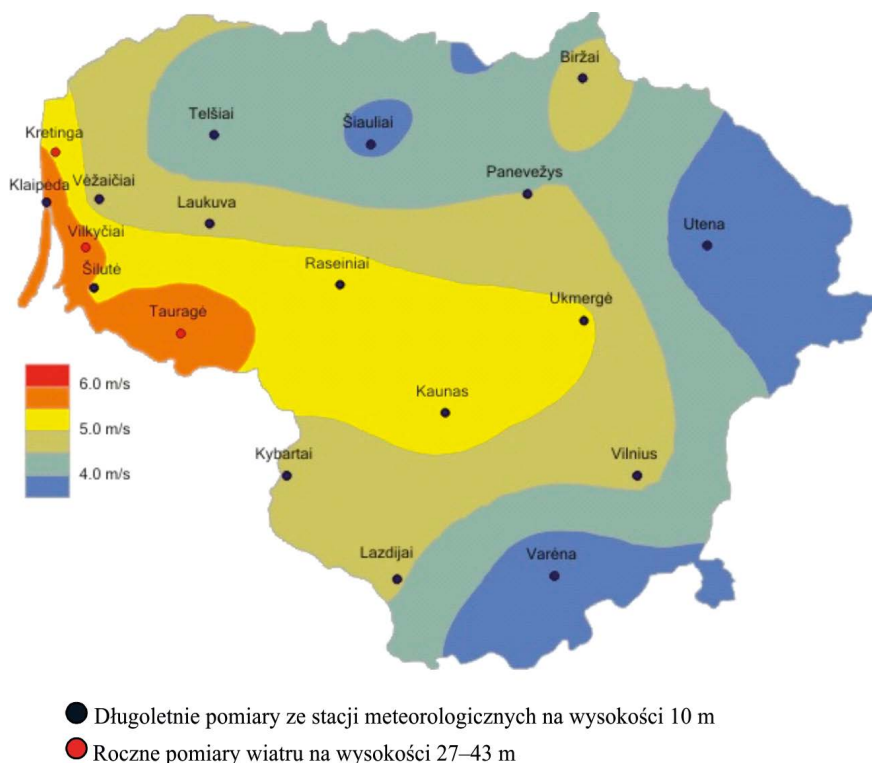 Biržai
Telšiai
Šiauliai
Kretinga
Panevežys
Klaipėda
Vėžaičiai
Laukuva
Utena
Vilkyčiai
Šilutė
Raseiniai
Ukmergė
Tauragė
6.0 m/s
5.0 m/s
4.0 m/s
Kaunas
Kybartai
Vilnius
Lazdijai
Varėna
Długoletnie pomiary ze stacji meteorologicznych na wysokości 10 m
Roczne pomiary wiatru na wysokości 27–43 m